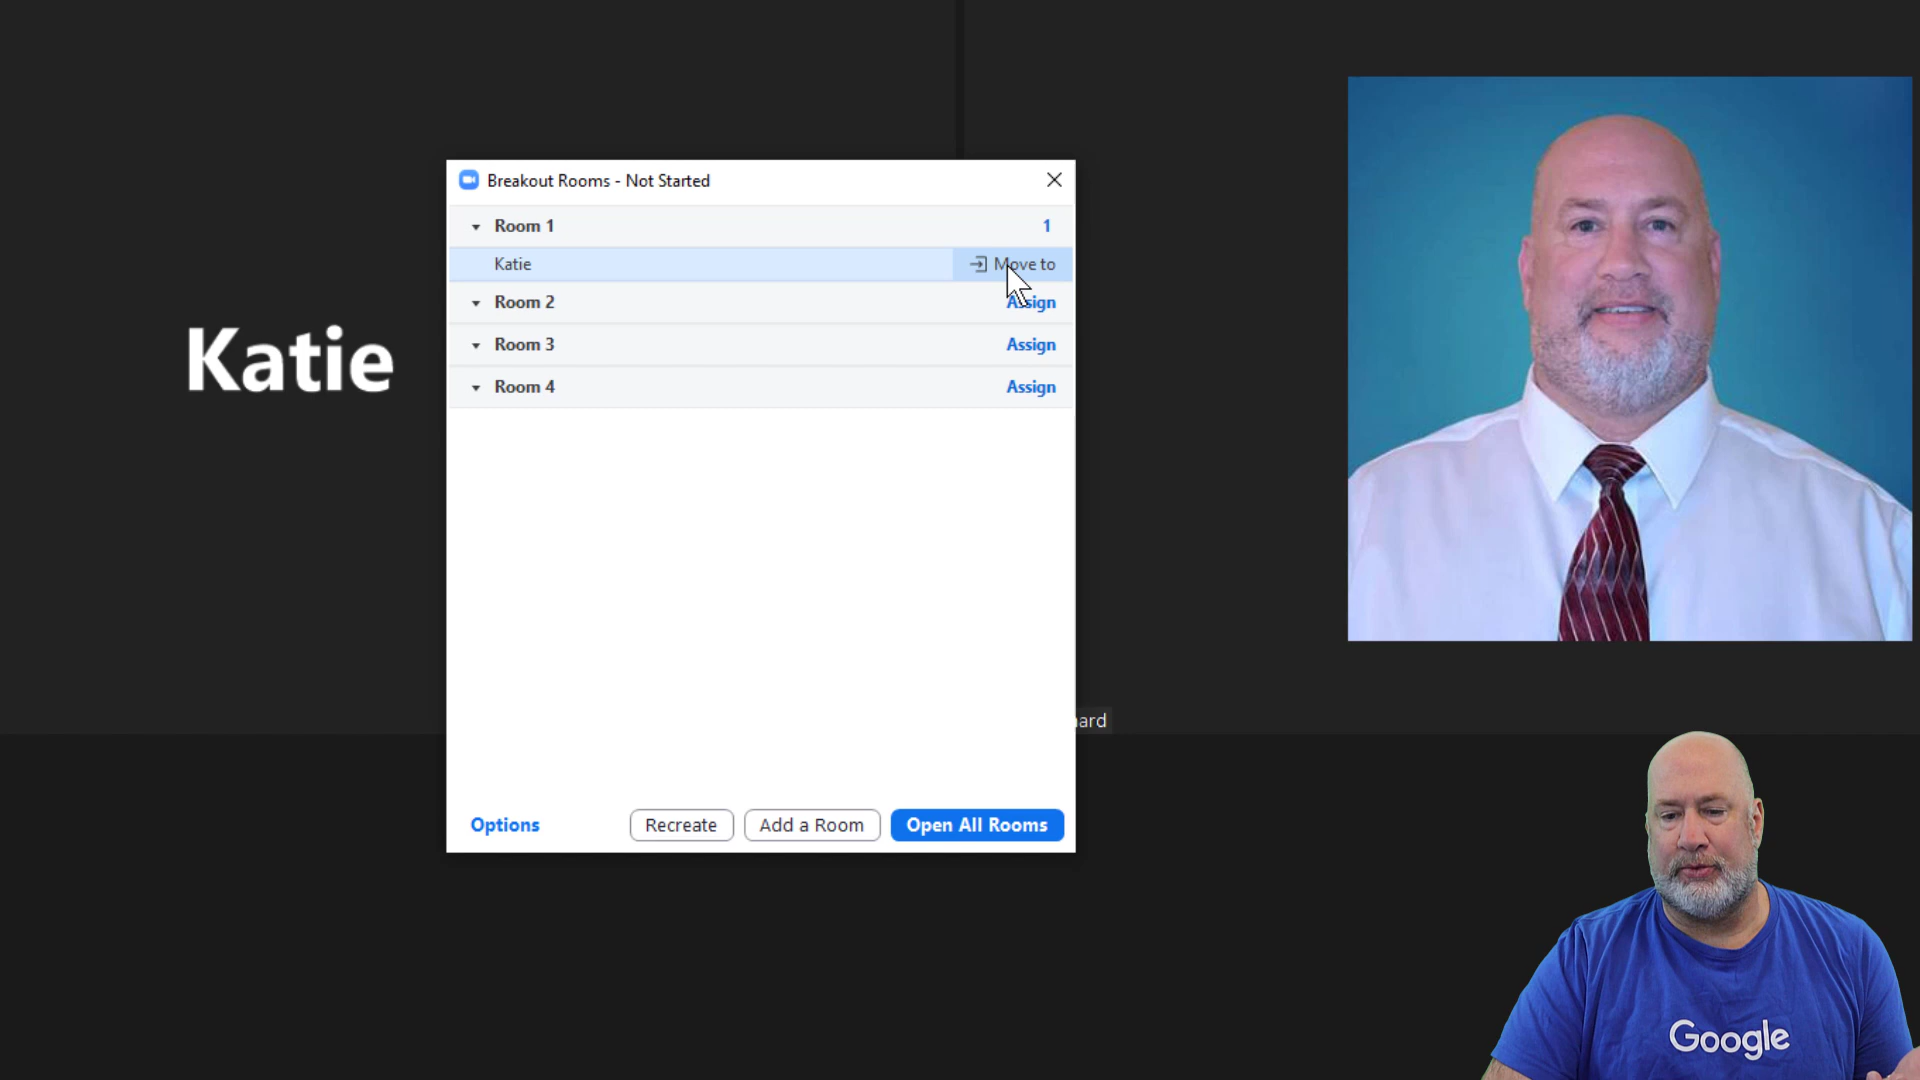 Breakout Rooms - Not Started
Room 1 1
Katie Move to
Room 2 Assign
Room 3 Assign
Room 4 Assign
Katie
Options Recreate Add a Room Open All Rooms
Google